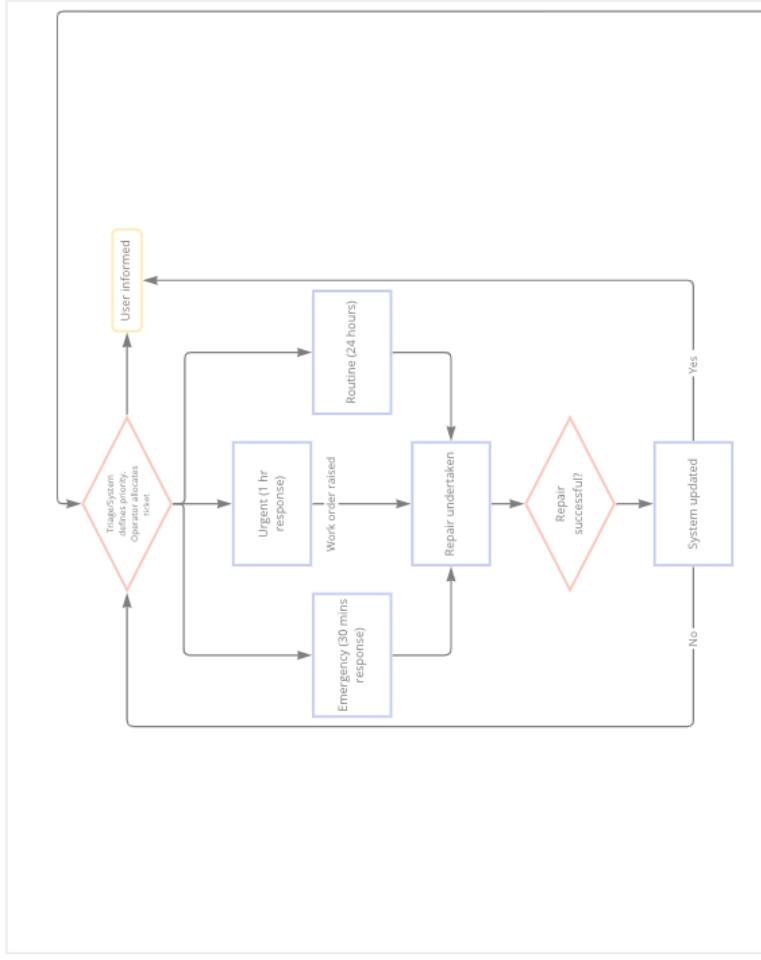 User informed
Triage/System
defines priority.
Operator allocates
ticket.
Routine (24 hours)
Urgent (1 hr
response)
Work order raised
Emergency (30 mins
response)
Repair undertaken
Repair
successful?
System updated
Yes
No